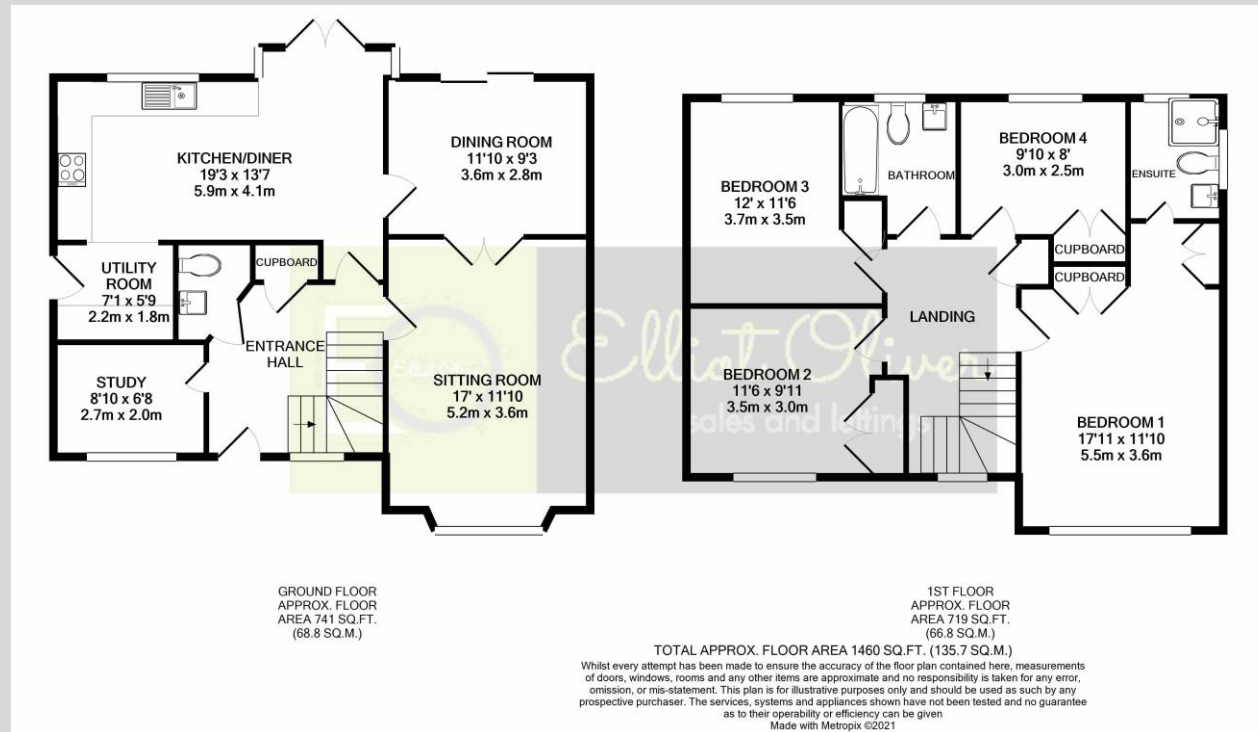 KITCHEN/DINER
19'3 x 13'7
5.9m x 4.1m
DINING ROOM
11'10 x 9'3
3.6m x 2.8m
UTILITY
ROOM
7'1 x 5'9
2.2m x 1.8m
CUPBOARD
ENTRANCE
HALL
STUDY
8'10 x 6'8
2.7m x 2.0m
SITTING ROOM
17' x 11'10
5.2m x 3.6m
BEDROOM 3
12' x 11'6
3.7m x 3.5m
BATHROOM
BEDROOM 4
9'10 x 8'
3.0m x 2.5m
ENSUITE
CUPBOARD
CUPBOARD
LANDING
BEDROOM 2
11'6 x 9'11
3.5m x 3.0m
BEDROOM 1
17'11 x 11'10
5.5m x 3.6m
Elliot Oliver
sales and lettings
GROUND FLOOR
APPROX. FLOOR
AREA 741 SQ.FT.
(68.8 SQ.M.)
1ST FLOOR
APPROX. FLOOR
AREA 719 SQ.FT.
(66.8 SQ.M.)
TOTAL APPROX. FLOOR AREA 1460 SQ.FT. (135.7 SQ.M.)
Whilst every attempt has been made to ensure the accuracy of the floor plan contained here, measurements
of doors, windows, rooms and any other items are approximate and no responsibility is taken for any error,
omission, or mis-statement. This plan is for illustrative purposes only and should be used as such by any
prospective purchaser. The services, systems and appliances shown have not been tested and no guarantee
as to their operability or efficiency can be given
Made with Metropix ©2021